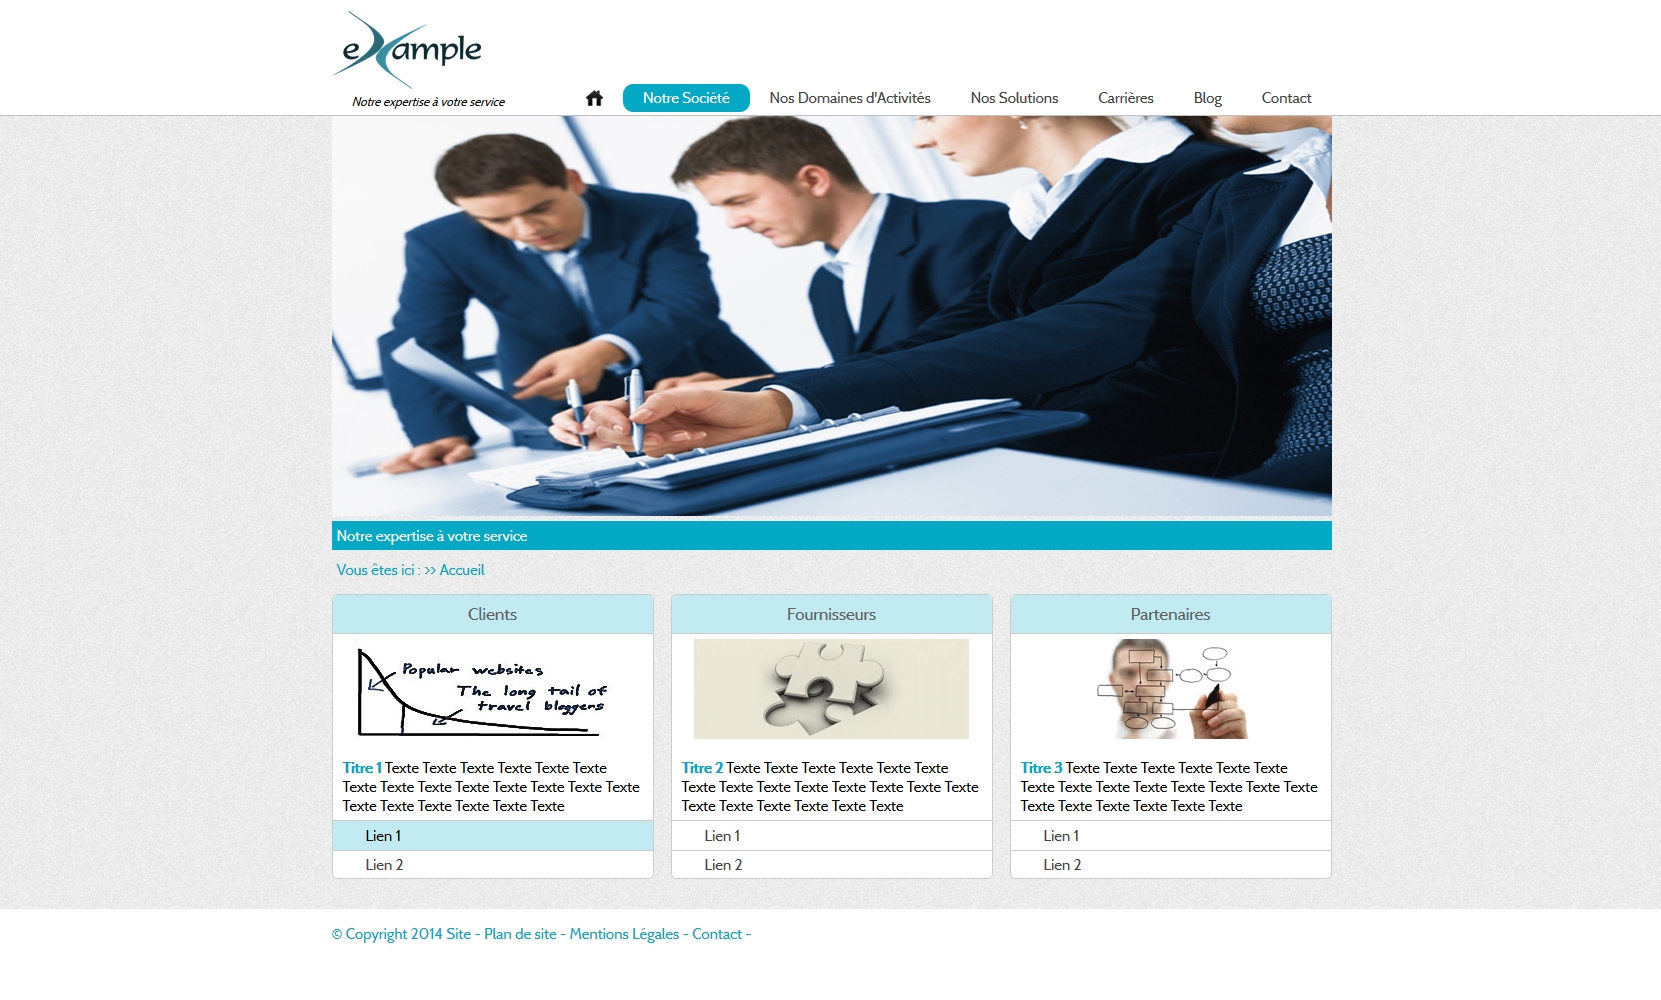 eXample
Notre expertise à votre service
Notre Société
Nos Domaines d'Activités
Nos Solutions
Carrières
Blog
Contact
Notre expertise à votre service
Vous êtes ici : >> Accueil
Clients
Popular websites
The long tail of
travel bloggers
Titre 1 Texte Texte Texte Texte Texte Texte
Texte Texte Texte Texte Texte Texte Texte Texte
Texte Texte Texte Texte Texte Texte
Lien 1
Lien 2
Fournisseurs
Titre 2 Texte Texte Texte Texte Texte Texte
Texte Texte Texte Texte Texte Texte Texte Texte
Texte Texte Texte Texte Texte Texte
Lien 1
Lien 2
Partenaires
Titre 3 Texte Texte Texte Texte Texte Texte
Texte Texte Texte Texte Texte Texte Texte Texte
Texte Texte Texte Texte Texte Texte
Lien 1
Lien 2
© Copyright 2014 Site - Plan de site - Mentions Légales - Contact -